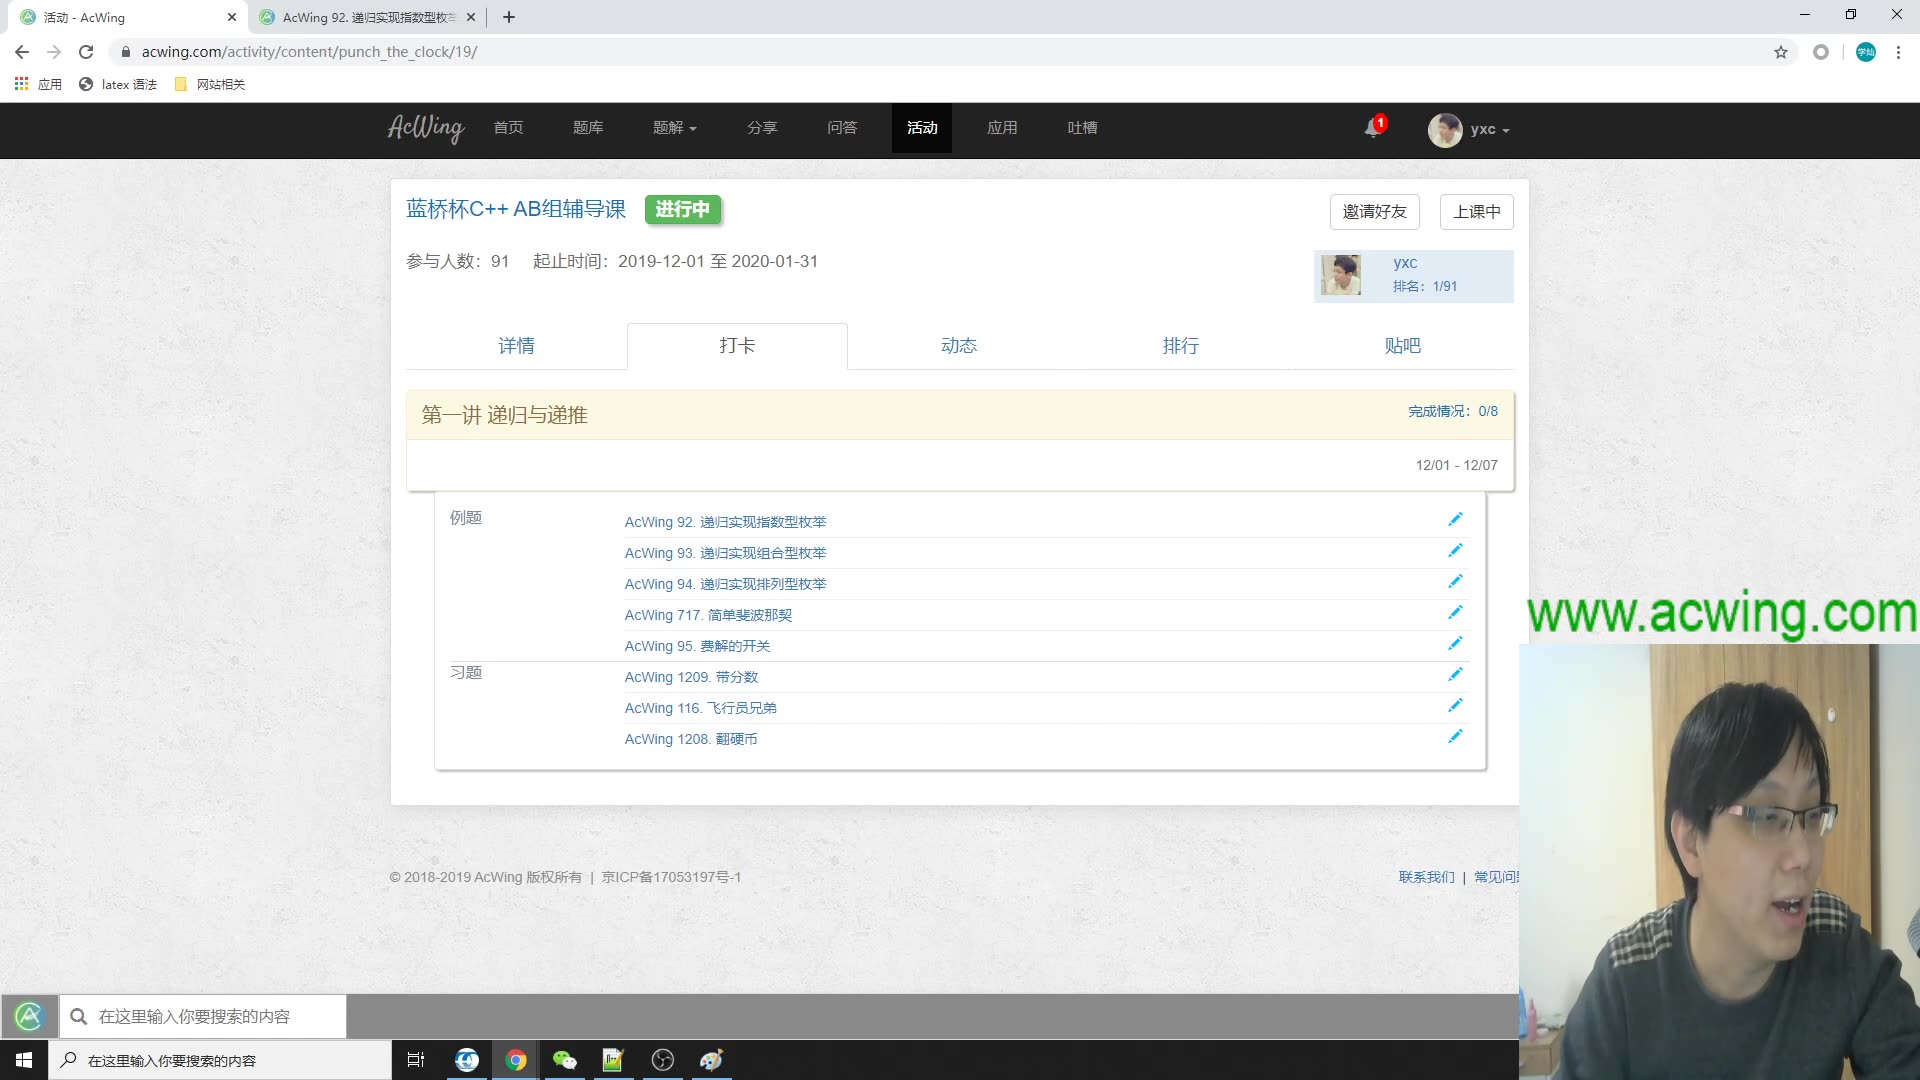 活动 - AcWing
AcWing 92. 递归实现指数型枚举
acwing.com/activity/content/punch_the_clock/19/
学灿
应用
latex 语法
网站相关
AcWing
首页
题库
题解
分享
问答
活动
应用
吐槽
1
yxc
蓝桥杯C++ AB组辅导课
进行中
邀请好友
上课中
参与人数：91
起止时间：2019-12-01 至 2020-01-31
yxc
排名：1/91
详情
打卡
动态
排行
贴吧
第一讲 递归与递推
完成情况：0/8
12/01 - 12/07
例题
AcWing 92. 递归实现指数型枚举
AcWing 93. 递归实现组合型枚举
AcWing 94. 递归实现排列型枚举
AcWing 717. 简单斐波那契
AcWing 95. 费解的开关
习题
AcWing 1209. 带分数
AcWing 116. 飞行员兄弟
AcWing 1208. 翻硬币
www.acwing.com
© 2018-2019 AcWing 版权所有 | 京ICP备17053197号-1
联系我们 | 常见问
在这里输入你要搜索的内容
在这里输入你要搜索的内容